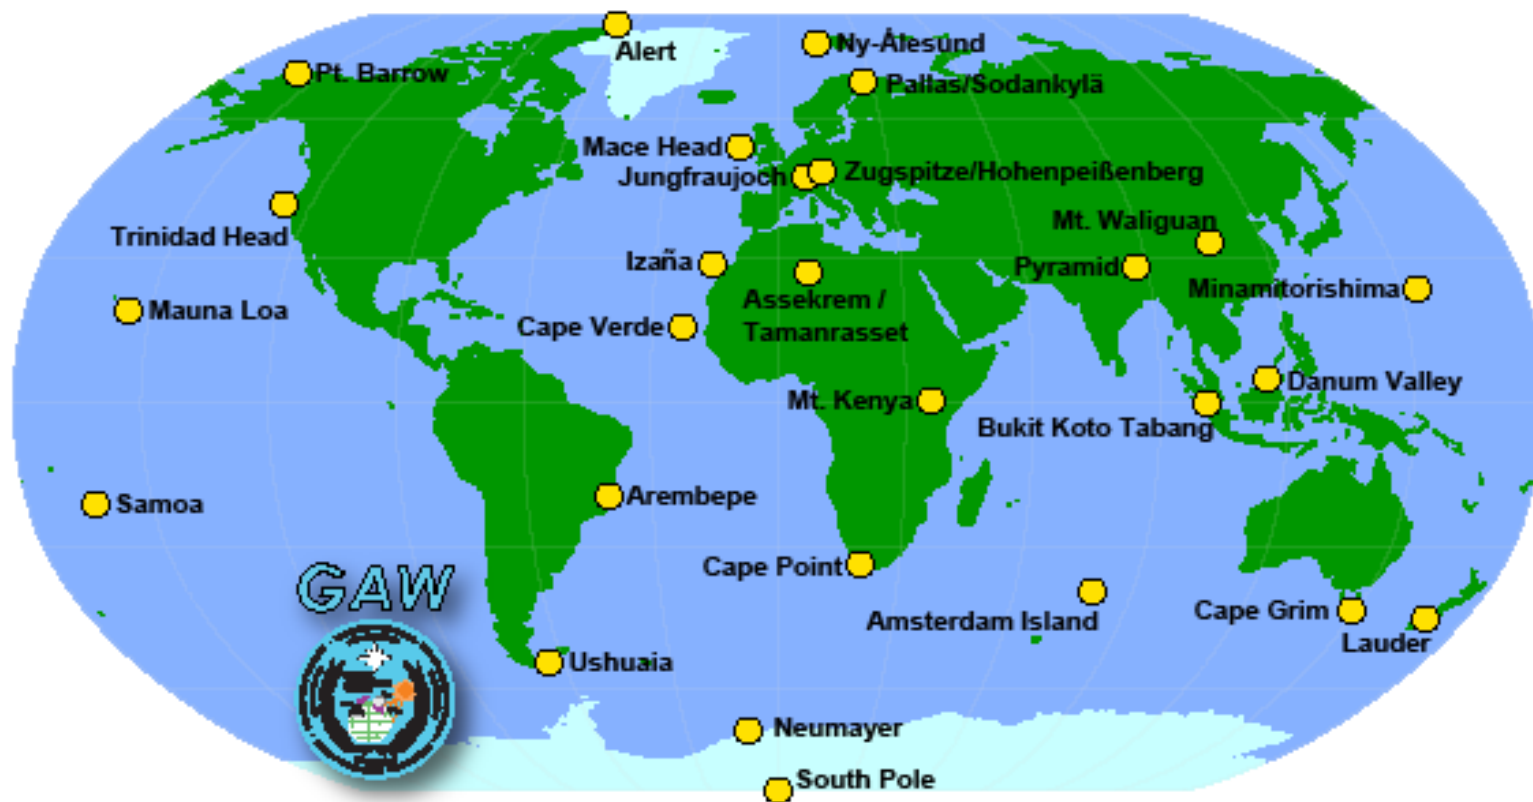 Alert
Ny-Ålesund
Pt. Barrow
Pallas/Sodankylä
Mace Head
Jungfraujoch
Zugspitze/Hohenpeißenberg
Trinidad Head
Mt. Waliguan
Izaña
Pyramid
Assekrem /
Tamanrasset
Minamitorishima
Mauna Loa
Cape Verde
Danum Valley
Mt. Kenya
Bukit Koto Tabang
Samoa
Arembepe
Cape Point
GAW
Amsterdam Island
Cape Grim
Lauder
Ushuaia
Neumayer
South Pole